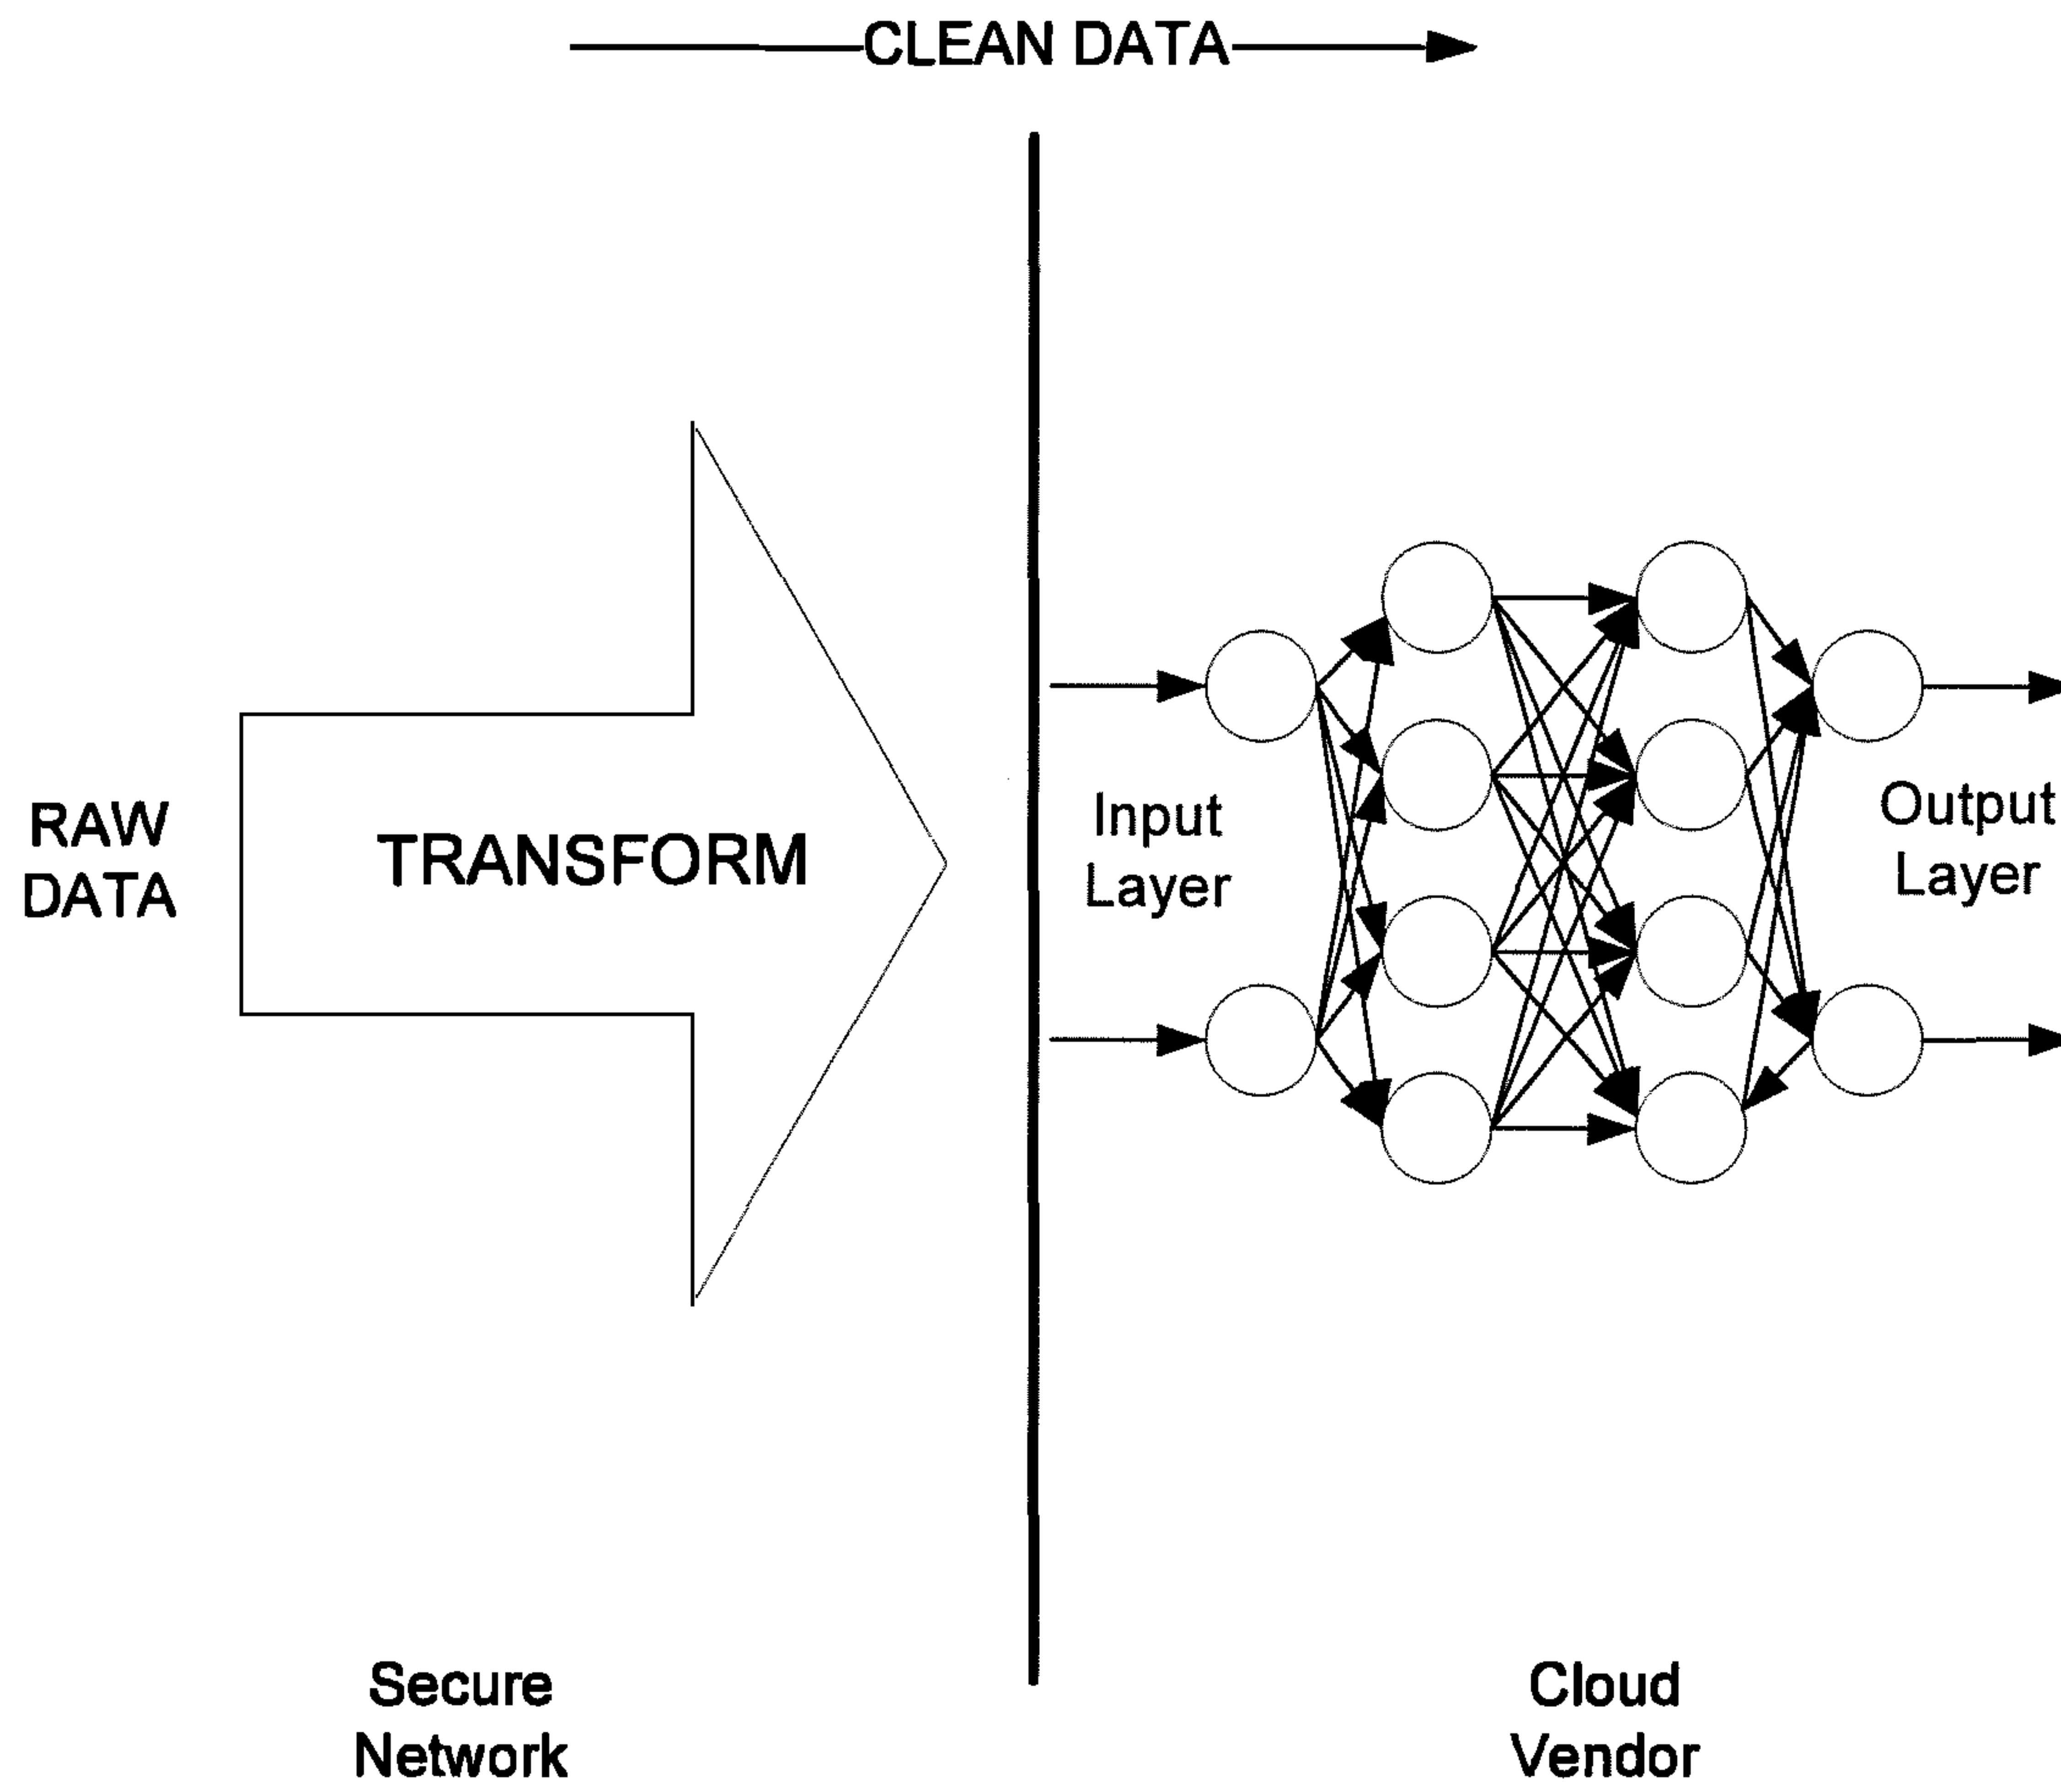 CLEAN DATA
RAW
DATA
TRANSFORM
Input
Layer
Output
Layer
Secure
Network
Cloud
Vendor